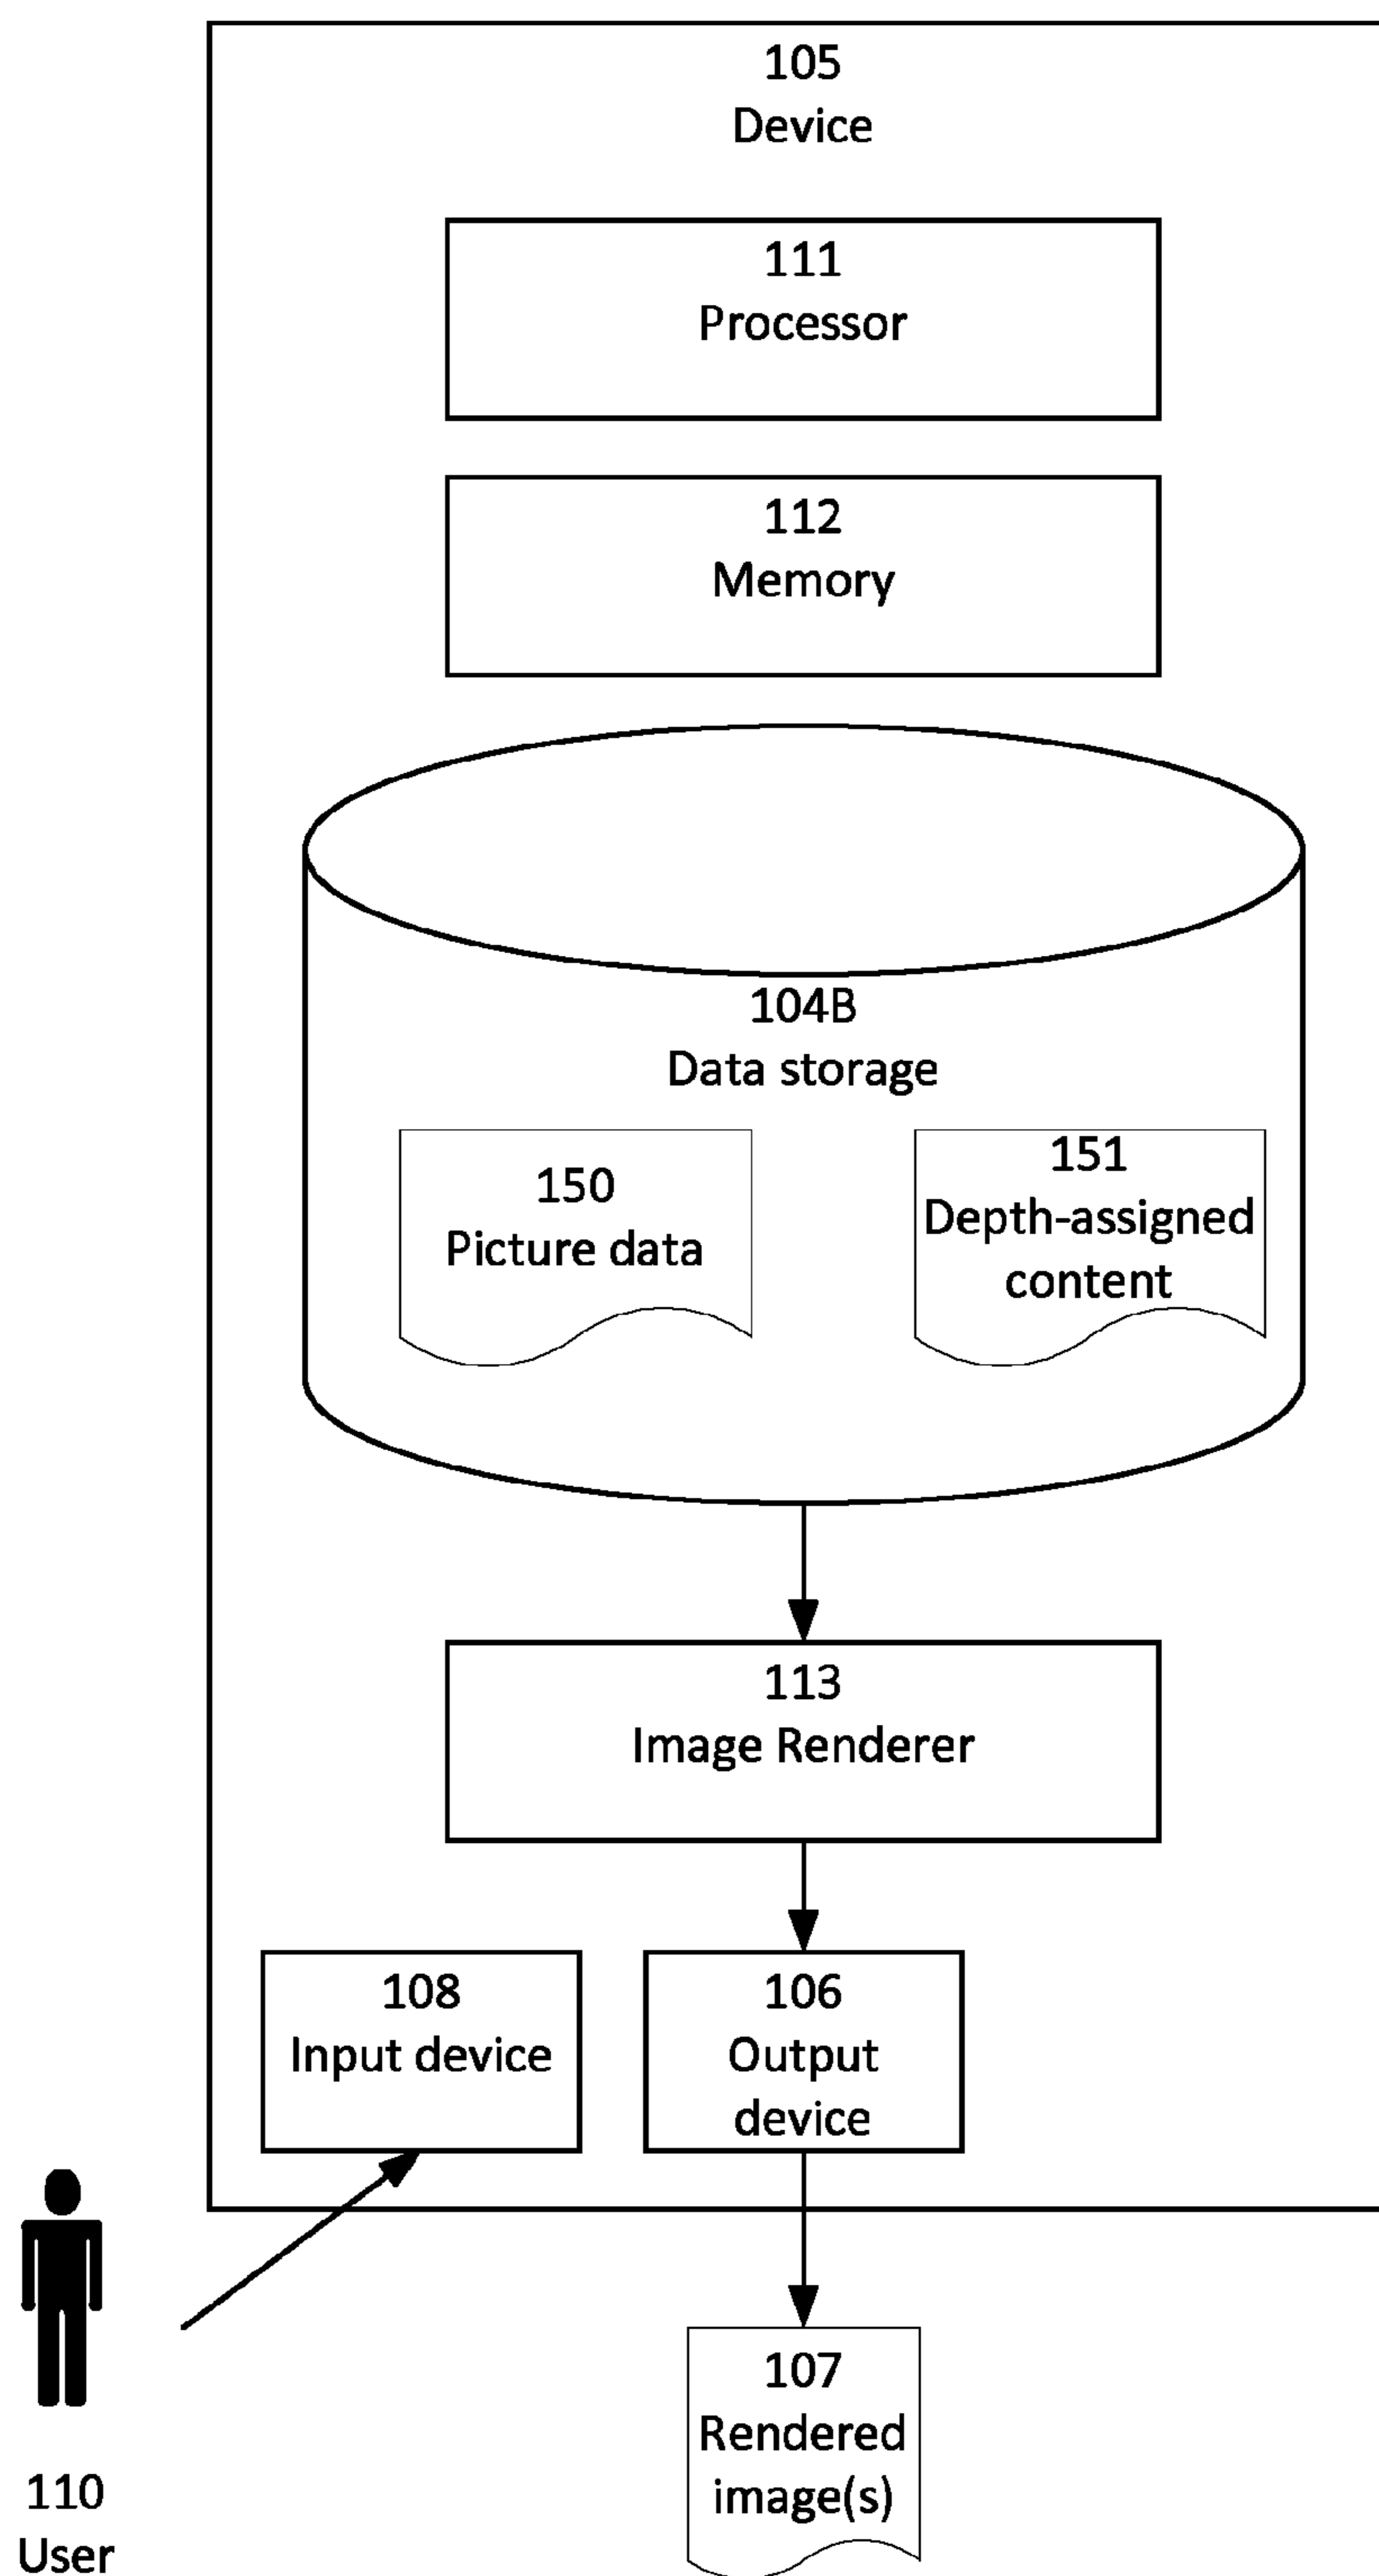 105
Device
111
Processor
112
Memory
104B
Data storage
150
Picture data
151
Depth-assigned
content
113
Image Renderer
108
Input device
106
Output
device
107
Rendered
image(s)
110
User